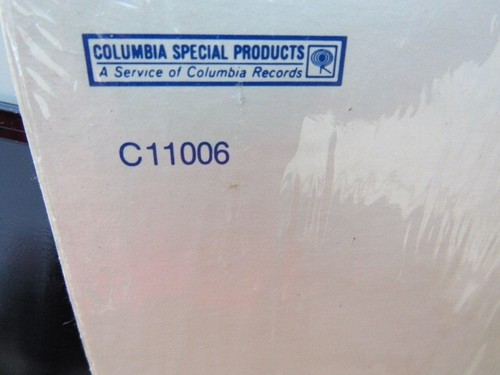 COLUMBIA SPECIAL PRODUCTS
A Service of Columbia Records
C11006